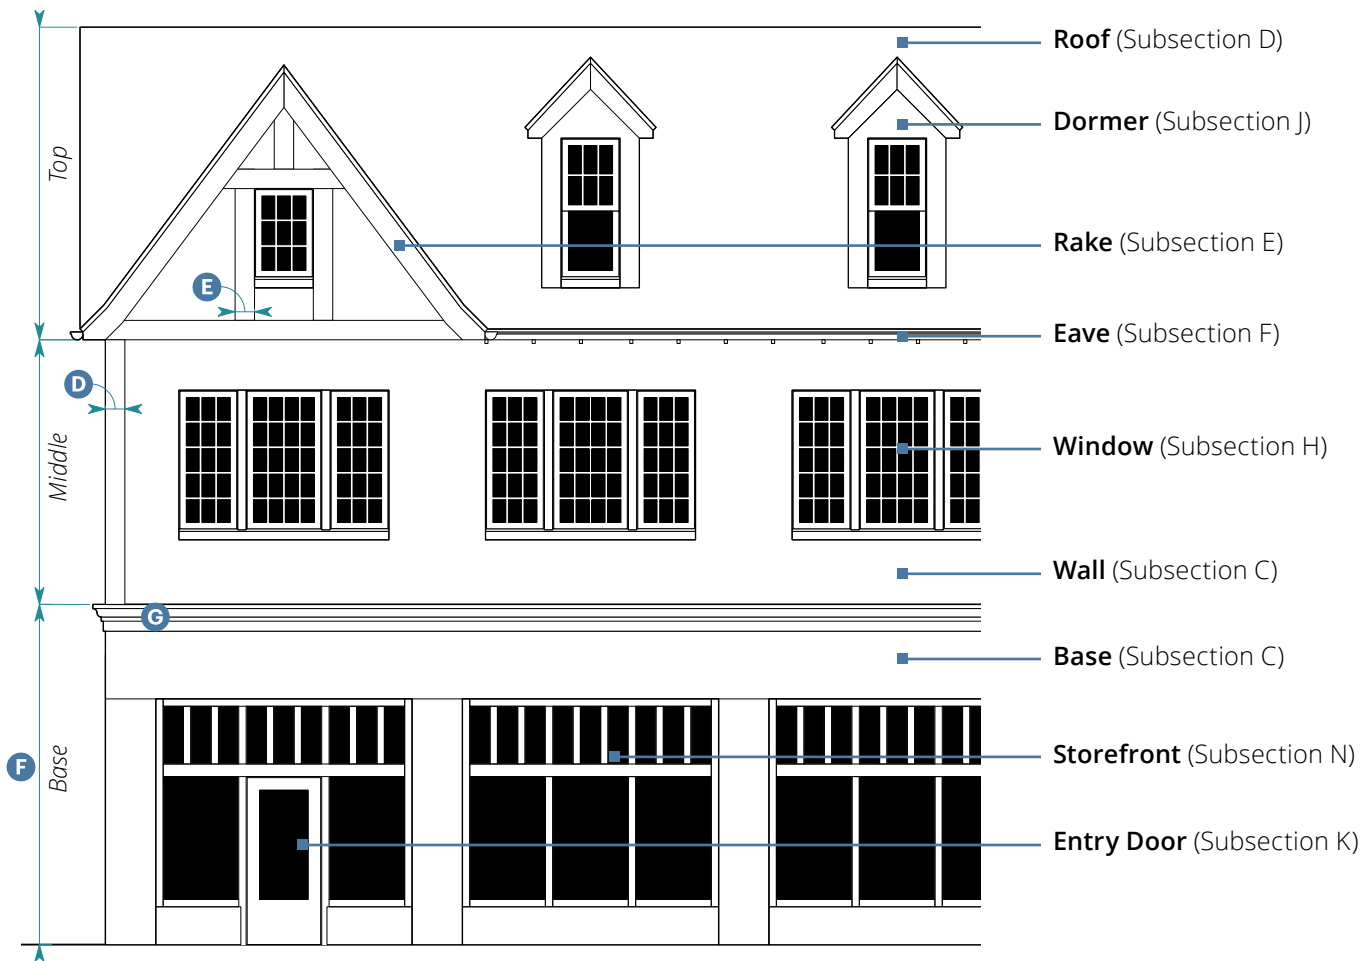 Roof (Subsection D)
Dormer (Subsection J)
Top
Rake (Subsection E)
E
Eave (Subsection F)
D
Middle
Window (Subsection H)
Wall (Subsection C)
G
Base (Subsection C)
F
Base
Storefront (Subsection N)
Entry Door (Subsection K)